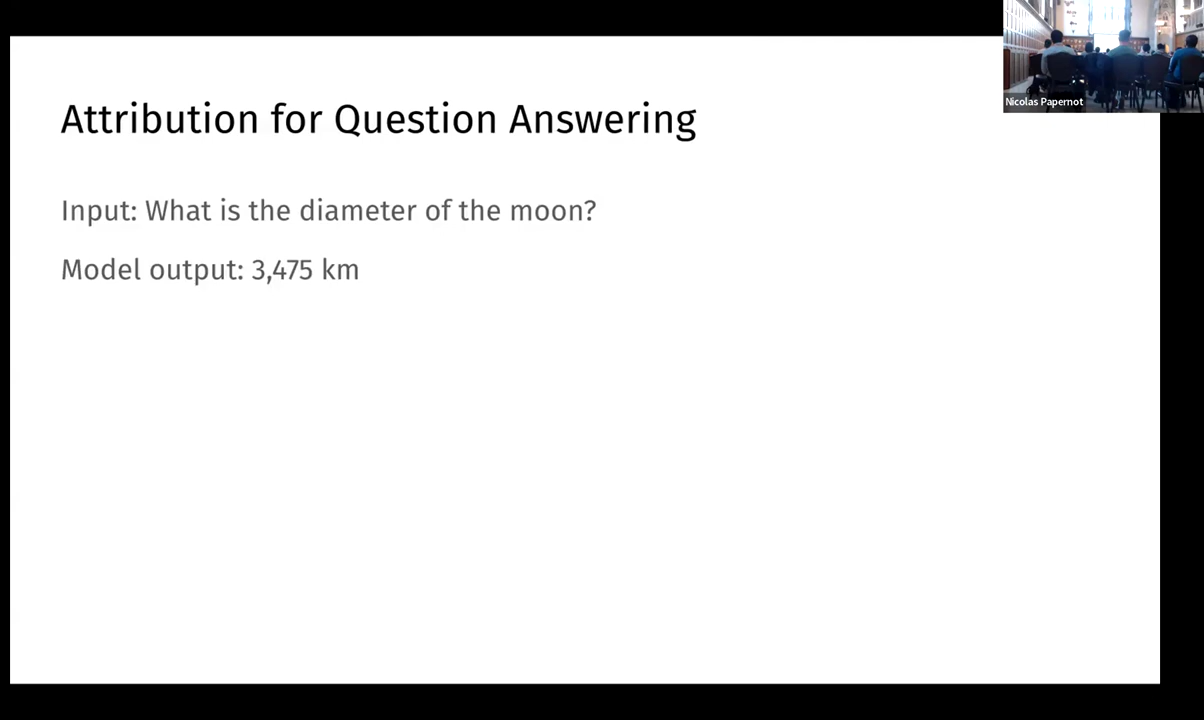 Attribution for Question Answering
Input: What is the diameter of the moon?
Model output: 3,475 km
Nicolas Papernot